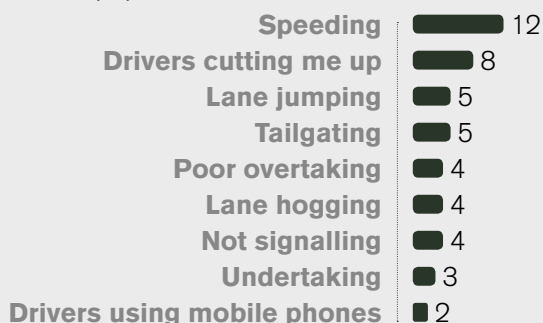 Speeding 12
Drivers cutting me up 8
Lane jumping 5
Tailgating 5
Poor overtaking 4
Lane hogging 4
Not signalling 4
Undertaking 3
Drivers using mobile phones 2